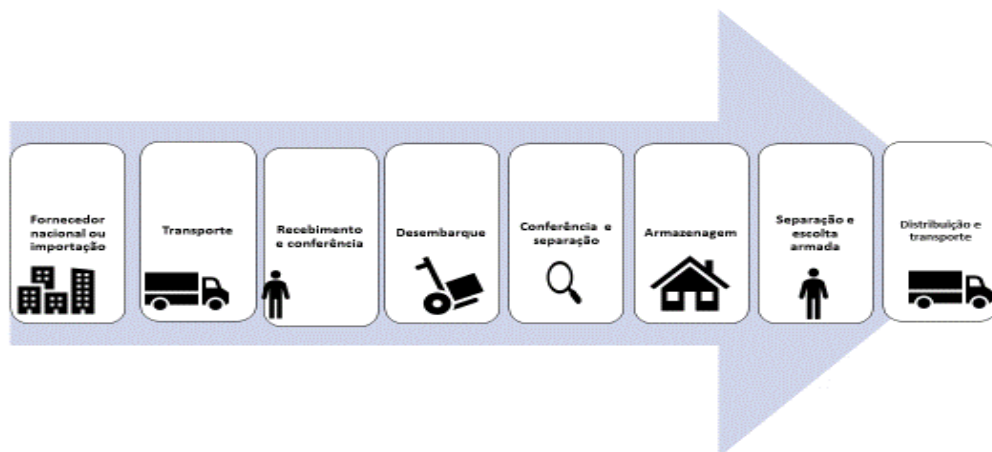 Fornecedor
nacional ou
importação
Transporte
Recebimento
e conferência
Desembarque
Conferência e
separação
Armazenagem
Separação e
escolta
armada
Distribuição e
transporte